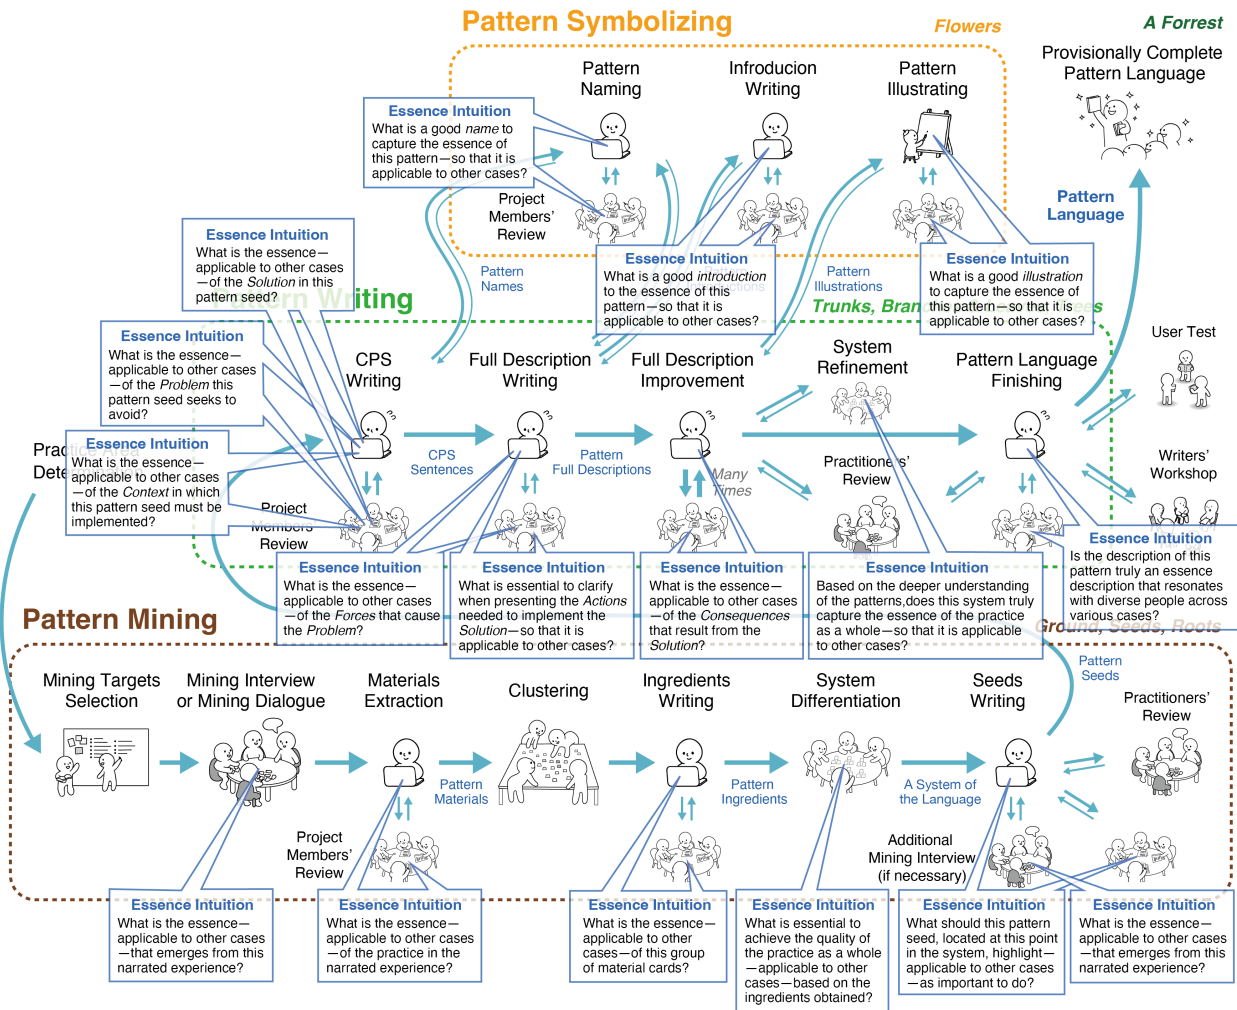 Pattern Symbolizing
Flowers
A Forrest
Provisionally Complete
Pattern Language
Pattern
Naming
Introducion
Writing
Pattern
Illustrating
Essence Intuition
What is a good name to
capture the essence of
this pattern—so that it is
applicable to other cases?
Project
Members'
Review
Pattern
Language
Essence Intuition
What is the essence—
applicable to other cases
—of the Solution in this
pattern seed?
Pattern
Names
Essence Intuition
What is a good introduction
to the essence of this
pattern—so that it is
applicable to other cases?
Pattern
Illustrations
Essence Intuition
What is a good illustration
to capture the essence of
this pattern—so that it is
applicable to other cases?
Pattern Writing
Trunks, Bran
Essence Intuition
What is the essence—
applicable to other cases
—of the Problem this
pattern seed seeks to
avoid?
CPS
Writing
Full Description
Writing
Full Description
Improvement
System
Refinement
Pattern Language
Finishing
User Test
Practice Area
Dete
Essence Intuition
What is the essence—
applicable to other cases
—of the Context in which
this pattern seed must be
implemented?
CPS
Sentences
Pattern
Full Descriptions
Many
Times
Practitioners'
Review
Writers'
Workshop
Project
Members'
Review
Essence Intuition
What is the essence—
applicable to other cases
—of the Forces that cause
the Problem?
Essence Intuition
What is essential to clarify
when presenting the Actions
needed to implement the
Solution—so that it is
applicable to other cases?
Essence Intuition
What is the essence—
applicable to other cases
—of the Consequences
that result from the
Solution?
Essence Intuition
Based on the deeper understanding
of the patterns,does this system truly
capture the essence of the practice
as a whole—so that it is applicable
to other cases?
Essence Intuition
Is the description of this
pattern truly an essence
description that resonates
with diverse people across
various cases?
Pattern Mining
Ground, Seeds, Roots
Mining Targets
Selection
Mining Interview
or Mining Dialogue
Materials
Extraction
Clustering
Ingredients
Writing
System
Differentiation
Seeds
Writing
Pattern
Seeds
Practitioners'
Review
Pattern
Materials
Pattern
Ingredients
A System of
the Language
Project
Members'
Review
Additional
Mining Interview
(if necessary)
Essence Intuition
What is the essence—
applicable to other cases
—that emerges from this
narrated experience?
Essence Intuition
What is the essence—
applicable to other cases
—of the practice in the
narrated experience?
Essence Intuition
What is the essence—
applicable to other
cases—of this group
of material cards?
Essence Intuition
What is essential to
achieve the quality of
the practice as a whole
—applicable to other
cases—based on the
ingredients obtained?
Essence Intuition
What should this pattern
seed, located at this point
in the system, highlight—
applicable to other cases
—as important to do?
Essence Intuition
What is the essence—
applicable to other cases
—that emerges from this
narrated experience?